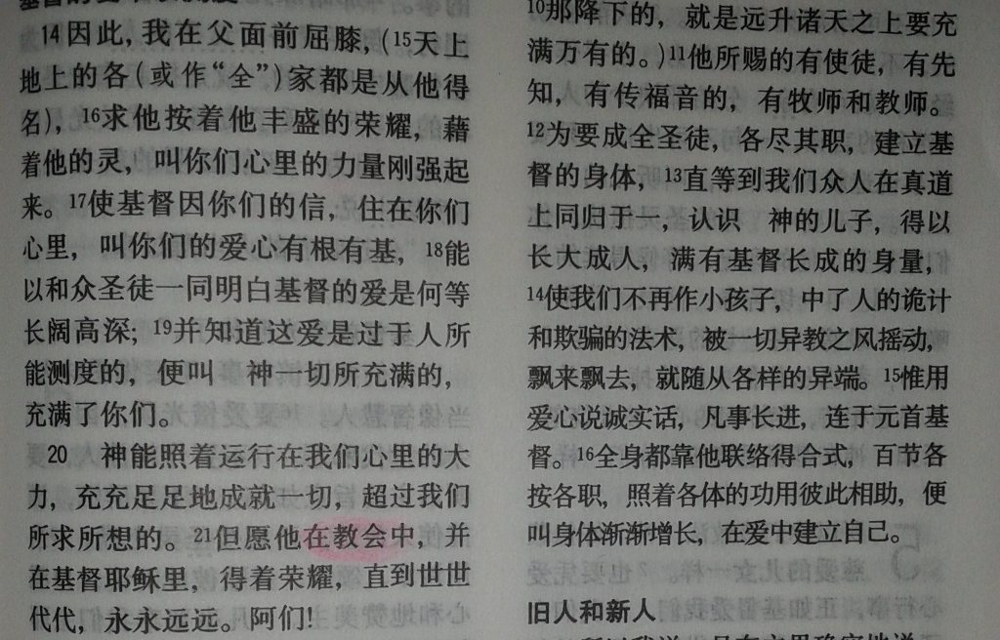 14因此,我在父面前屈膝,(15天上
地上的各(或作“全”)家都是从他得
名),16求他按着他丰盛的荣耀,藉
着他的灵,叫你们心里的力量刚强起
来。17使基督因你们的信,住在你们
心里,叫你们的爱心有根有基,18能
以和众圣徒一同明白基督的爱是何等
长阔高深;19并知道这爱是过于人所
能测度的,便叫 神一切所充满的,
充满了你们。
20 神能照着运行在我们心里的大
力,充充足足地成就一切,超过我们
所求所想的。21但愿他在教会中,并
在基督耶稣里,得着荣耀,直到世世
代代,永永远远。阿们!
10那降下的,就是远升诸天之上要充
满万有的。)11他所赐的有使徒,有先
知,有传福音的,有牧师和教师。
12为要成全圣徒,各尽其职,建立基
督的身体,13直等到我们众人在真道
上同归于一,认识 神的儿子,得以
长大成人,满有基督长成的身量,
14使我们不再作小孩子,中了人的诡计
和欺骗的法术,被一切异教之风摇动,
飘来飘去,就随从各样的异端。15惟用
爱心说诚实话,凡事长进,连于元首基
督。16全身都靠他联络得合式,百节各
按各职,照着各体的功用彼此相助,便
叫身体渐渐增长,在爱中建立自己。
旧人和新人